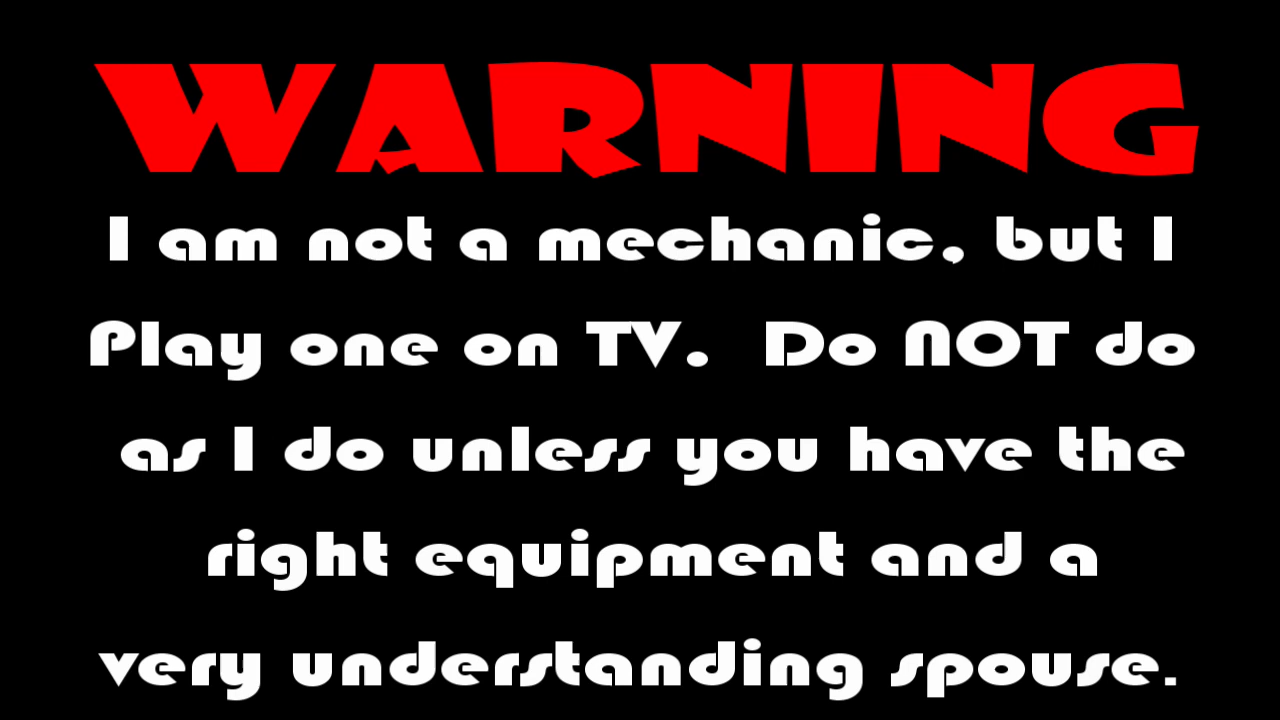 WARNING
I am not a mechanic, but I
Play one on TV.  Do NOT do
as I do unless you have the
right equipment and a
very understanding spouse.